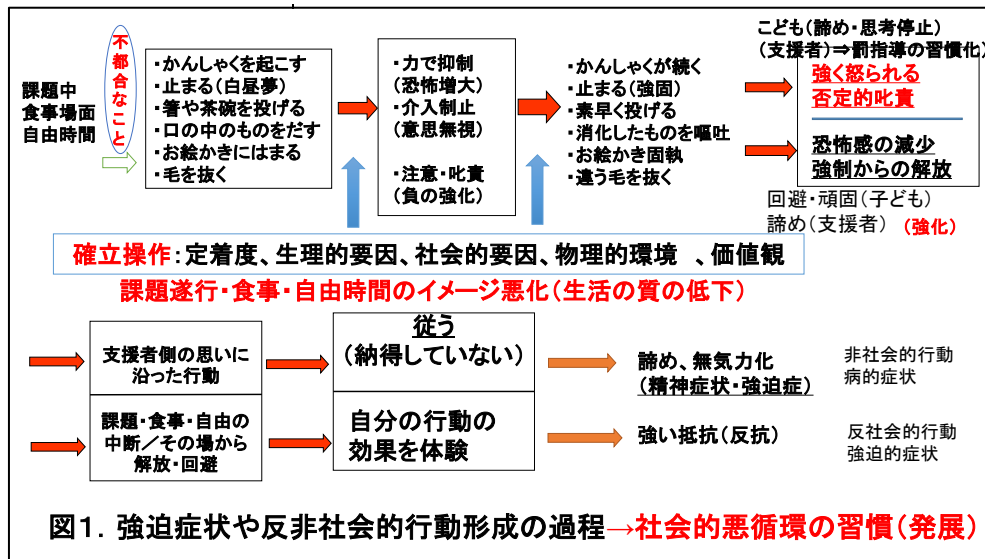 課題中
食事場面
自由時間
不都合なこと
・かんしゃくを起こす
・止まる(白昼夢)
・箸や茶碗を投げる
・口の中のものをだす
・お絵かきにはまる
・毛を抜く
・力で抑制
(恐怖増大)
・介入制止
(意思無視)
・注意・叱責
(負の強化)
・かんしゃくが続く
・止まる(強固)
・素早く投げる
・消化したものを嘔吐
・お絵かき固執
・違う毛を抜く
こども(諦め・思考停止)
(支援者)⇒罰指導の習慣化)
強く怒られる
否定的叱責
恐怖感の減少
強制からの解放
回避・頑固(子ども)
諦め(支援者) (強化)
確立操作:定着度、生理的要因、社会的要因、物理的環境 、価値観
課題遂行・食事・自由時間のイメージ悪化(生活の質の低下)
支援者側の思いに
沿った行動
従う
(納得していない)
諦め、無気力化
(精神症状・強迫症)
非社会的行動
病的症状
課題・食事・自由の
中断/その場から
解放・回避
自分の行動の
効果を体験
強い抵抗(反抗)
反社会的行動
強迫的症状
図1. 強迫症状や反非社会的行動形成の過程→社会的悪循環の習慣(発展)